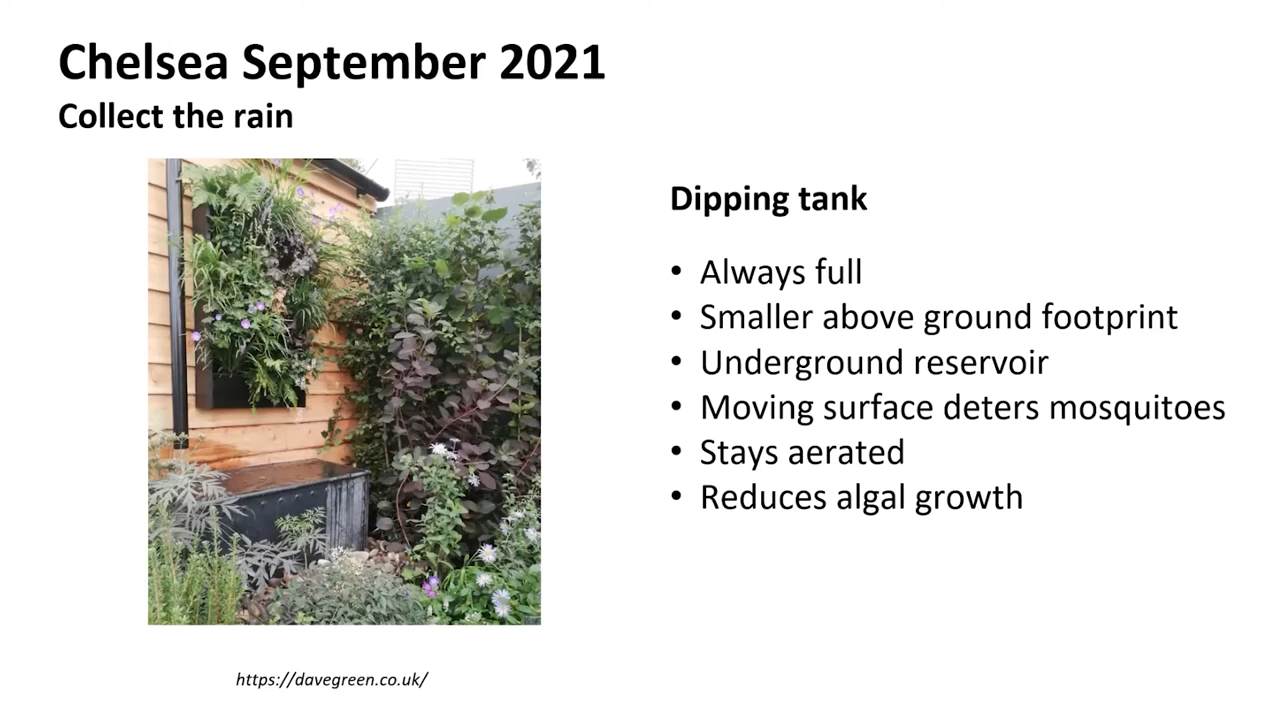 Chelsea September 2021
Collect the rain
Dipping tank
• Always full
• Smaller above ground footprint
• Underground reservoir
• Moving surface deters mosquitoes
• Stays aerated
• Reduces algal growth
https://davegreen.co.uk/